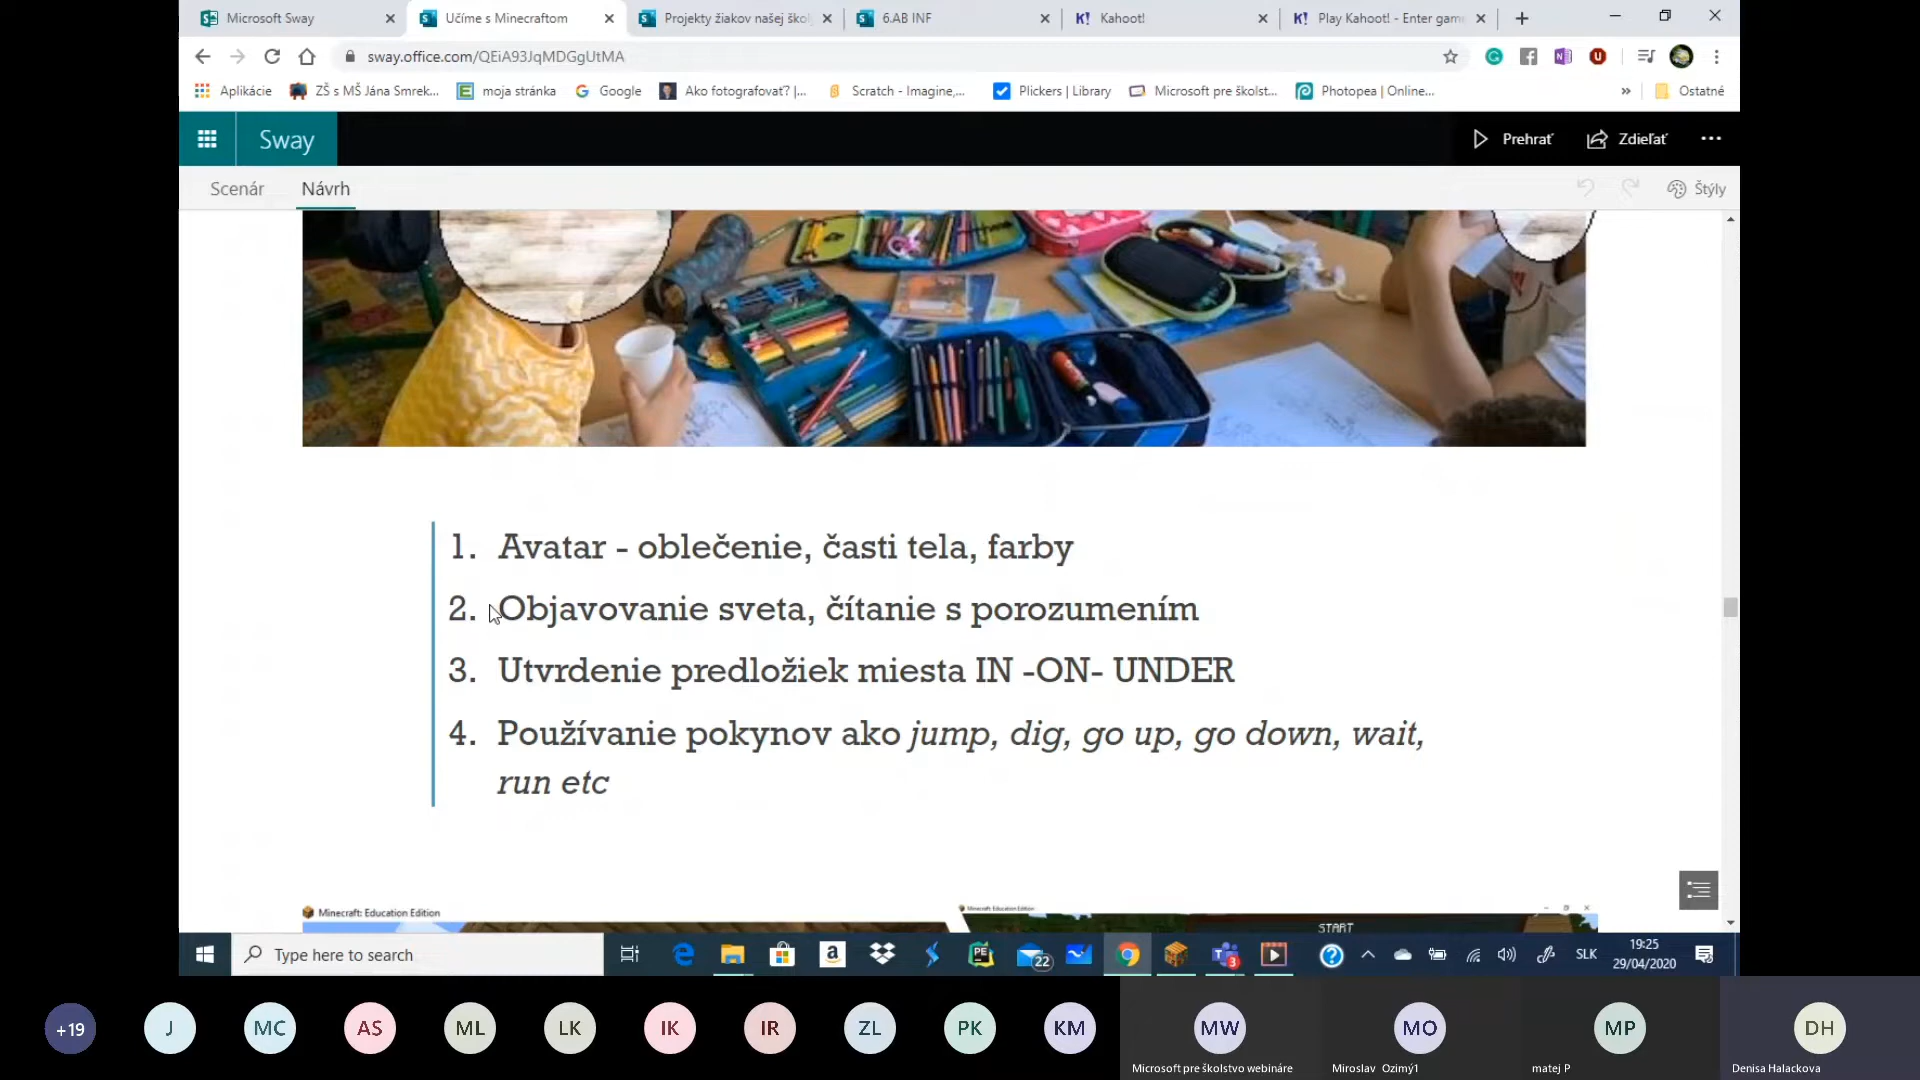 Microsoft Sway
Učíme s Minecraftom
Projekty žiakov našej škol
6.AB INF
Kahoot!
Play Kahoot! - Enter game
sway.office.com/QEiA93JqMDGgUtMA
Aplikácie
ZŠ s MŠ Jána Smrek...
moja stránka
Google
Ako fotografovať? |...
Scratch - Imagine,...
Plickers | Library
Microsoft pre školst...
Photopea | Online...
»
Ostatné
Sway
Prehrať
Zdieľať
Scenár
Návrh
Štýly
1. Avatar - oblečenie, časti tela, farby
2. Objavovanie sveta, čítanie s porozumením
3. Utvrdenie predložiek miesta IN -ON- UNDER
4. Používanie pokynov ako jump, dig, go up, go down, wait,
run etc
Minecraft: Education Edition
Minecraft: Education Edition
START
Type here to search
PE
22
3
SLK
19:25
29/04/2020
+19
J
MC
AS
ML
LK
IK
IR
ZL
PK
KM
MW
MO
MP
DH
Microsoft pre školstvo webináre
Miroslav Ozimý1
matej P
Denisa Halackova